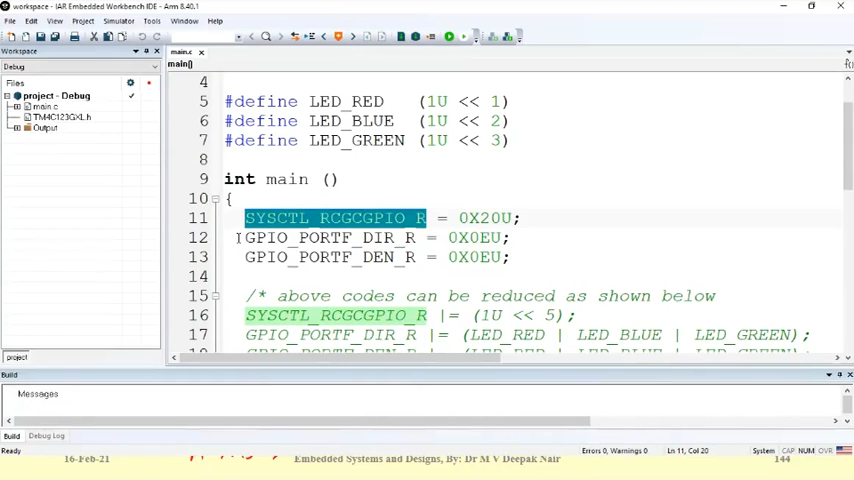 workspace - IAR Embedded Workbench IDE - Arm 8.40.1
File Edit View Project Simulator Tools Window Help
Workspace
main.c
Debug
main()
Files
project - Debug
main.c
TM4C123GXL.h
Output
4
5 #define LED_RED (1U << 1)
6 #define LED_BLUE (1U << 2)
7 #define LED_GREEN (1U << 3)
8
9 int main ()
10 {
11 SYSCTL_RCGCGPIO_R = 0X20U;
12 GPIO_PORTF_DIR_R = 0X0EU;
13 GPIO_PORTF_DEN_R = 0X0EU;
14
15 /* above codes can be reduced as shown below
16 SYSCTL_RCGCGPIO_R |= (1U << 5);
17 GPIO_PORTF_DIR_R |= (LED_RED | LED_BLUE | LED_GREEN);
GPIO_PORTF_DEN_R |= (LED_RED | LED_BLUE | LED_GREEN);
project
Build
Messages
Build Debug Log
Ready Errors 0, Warnings 0 Ln 11, Col 20 System CAP NUM OVR
16-Feb-21 Embedded Systems and Designs, By: Dr M V Deepak Nair 144